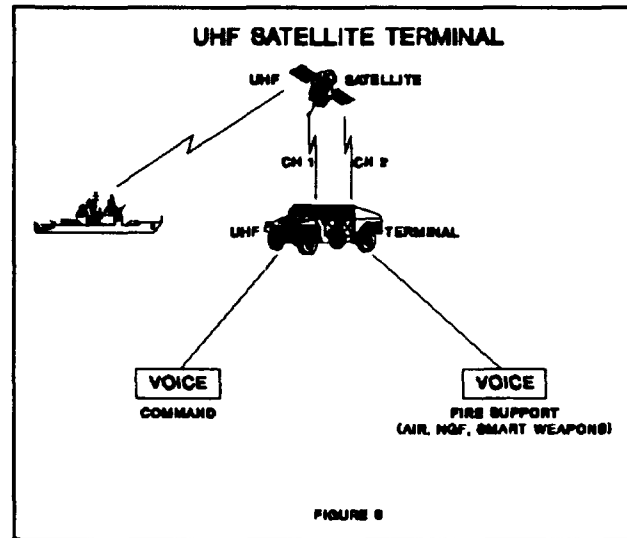 UHF SATELLITE TERMINAL
UHF SATELLITE
CH 1 CH 2
UHF TERMINAL
VOICE VOICE
COMMAND FIRE SUPPORT
(AIR, NGF, SMART WEAPONS)
FIGURE